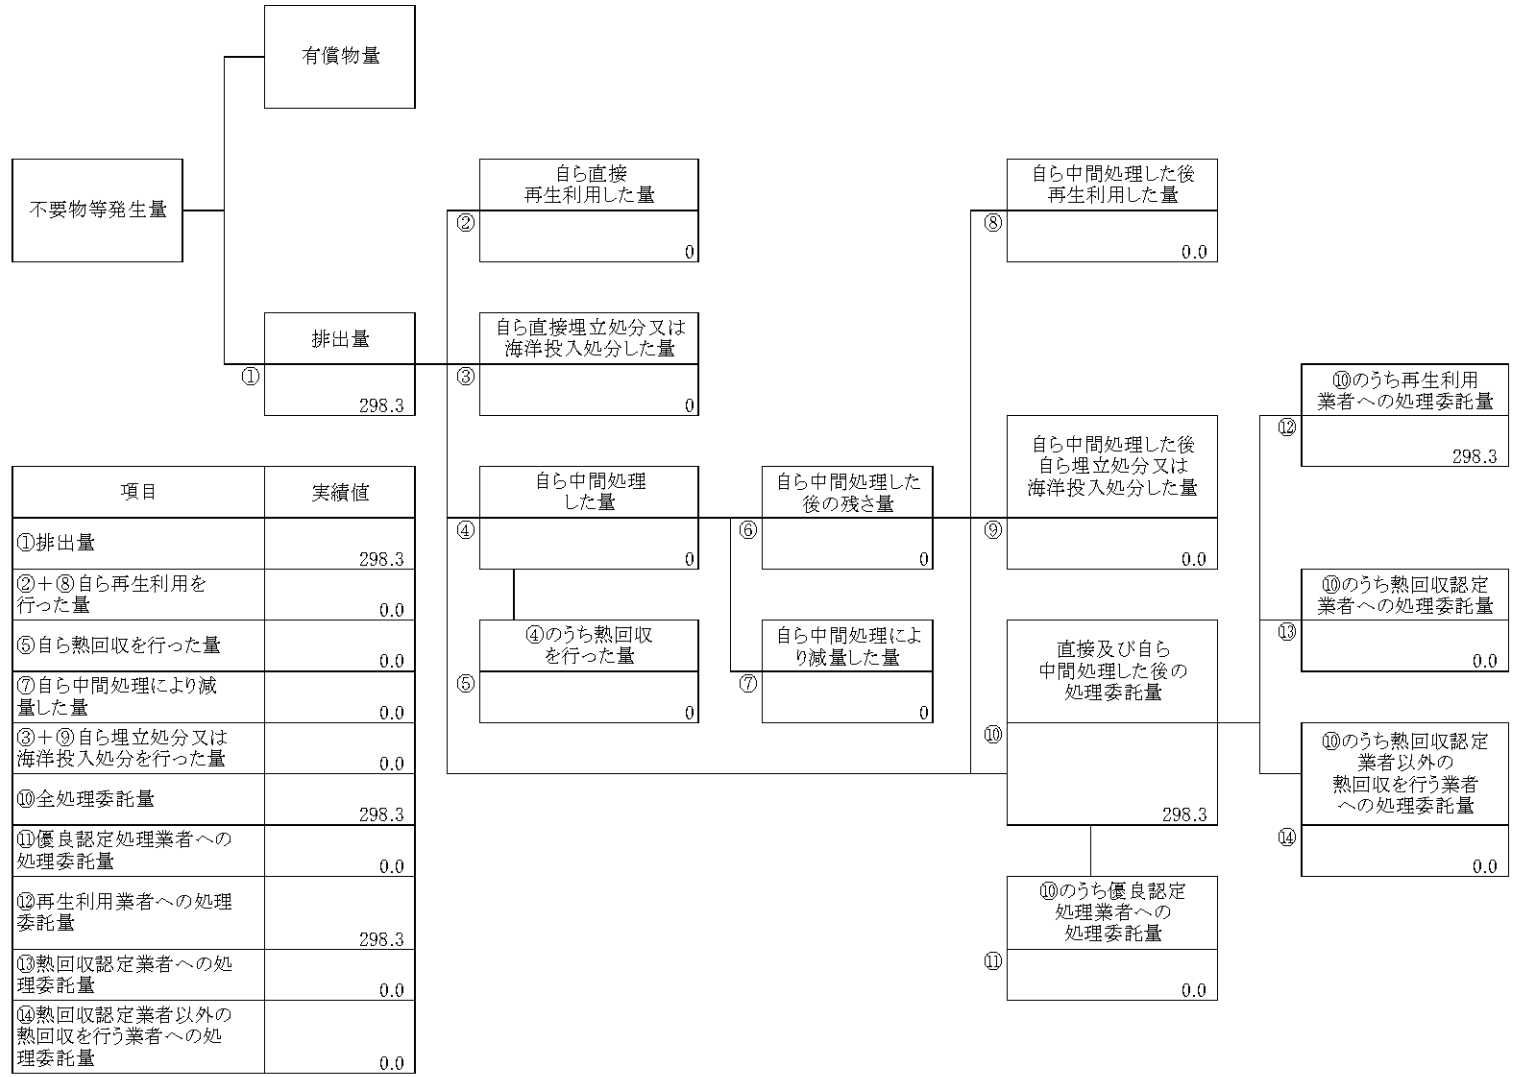 有償物量
不要物等発生量
自ら直接
再生利用した量
②
0
自ら中間処理した後
再生利用した量
⑧
0.0
排出量
①
298.3
自ら直接埋立処分又は
海洋投入処分した量
③
0
⑩のうち再生利用
業者への処理委託量
⑫
298.3
自ら中間処理
した量
④
0
自ら中間処理した
後の残さ量
⑥
0
自ら中間処理した後
自ら埋立処分又は
海洋投入処分した量
⑨
0.0
⑩のうち熱回収認定
業者への処理委託量
⑬
0.0
④のうち熱回収
を行った量
⑤
0
自ら中間処理によ
り減量した量
⑦
0
直接及び自ら
中間処理した後の
処理委託量
⑩
298.3
⑩のうち熱回収認定
業者以外の
熱回収を行う業者
への処理委託量
⑭
0.0
⑩のうち優良認定
処理業者への
処理委託量
⑪
0.0
項目 実績値
①排出量
298.3
②＋⑧自ら再生利用を
行った量
0.0
⑤自ら熱回収を行った量
0.0
⑦自ら中間処理により減
量した量
0.0
③＋⑨自ら埋立処分又は
海洋投入処分を行った量
0.0
⑩全処理委託量
298.3
⑪優良認定処理業者への
処理委託量
0.0
⑫再生利用業者への処理
委託量
298.3
⑬熱回収認定業者への処
理委託量
0.0
⑭熱回収認定業者以外の
熱回収を行う業者への処
理委託量
0.0